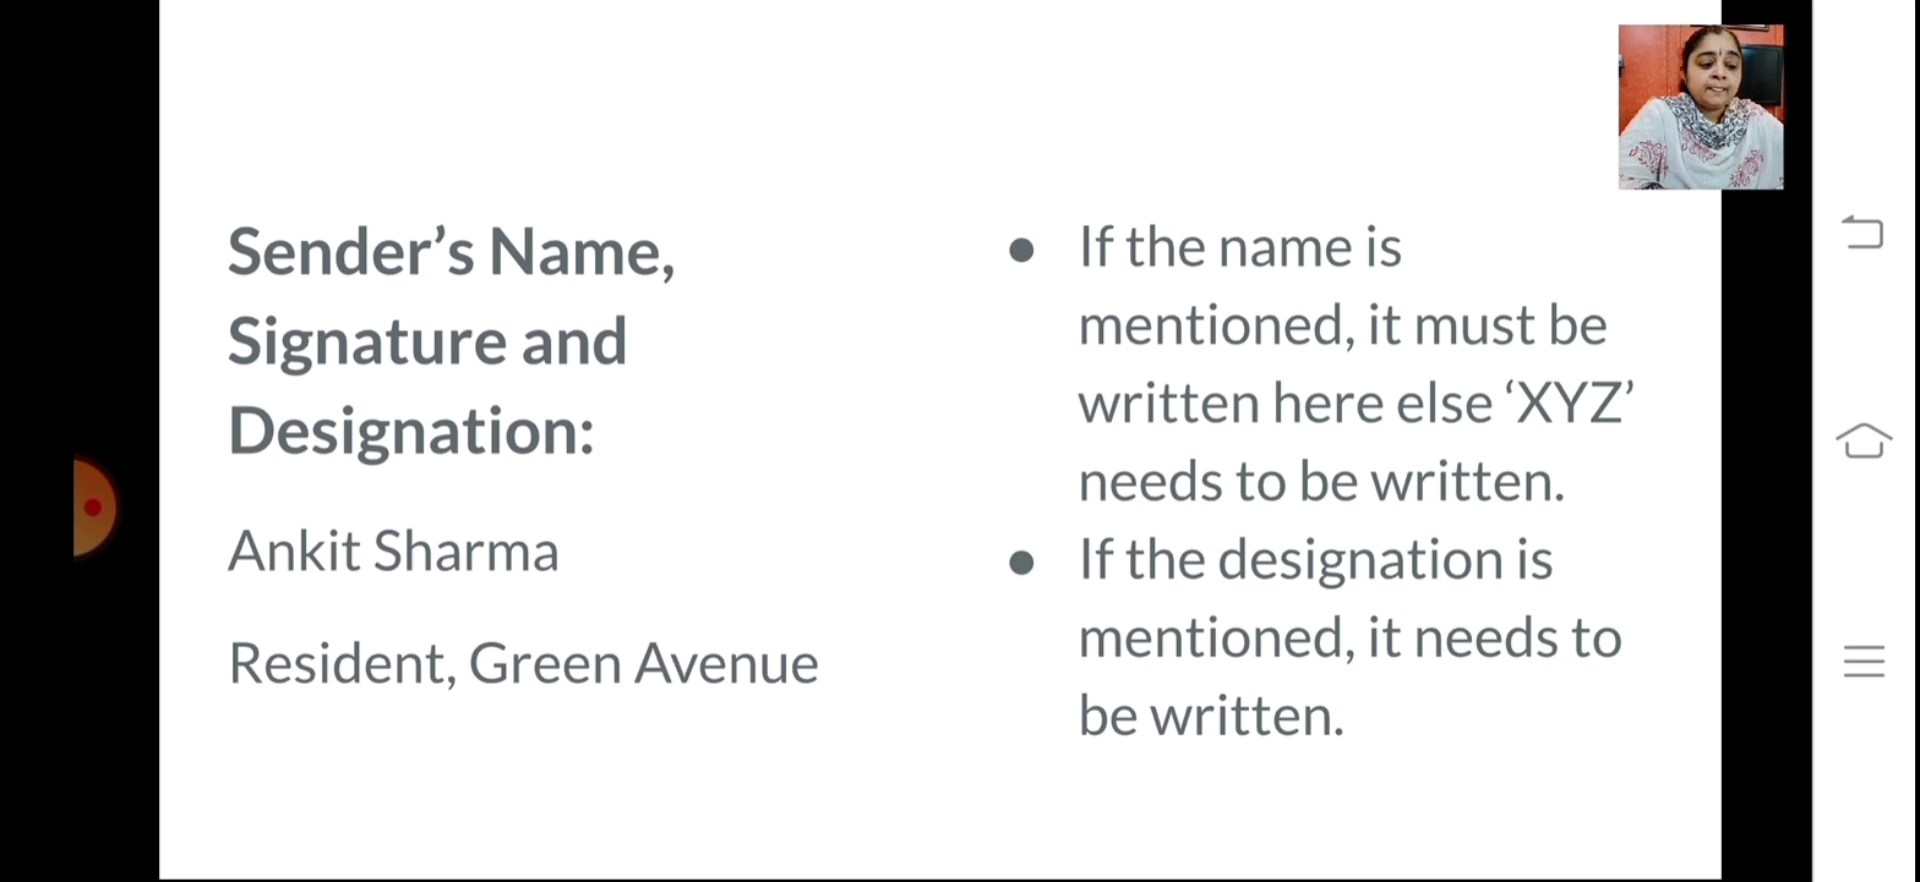 Sender’s Name,
Signature and
Designation:
Ankit Sharma
Resident, Green Avenue
● If the name is
mentioned, it must be
written here else ‘XYZ’
needs to be written.
● If the designation is
mentioned, it needs to
be written.